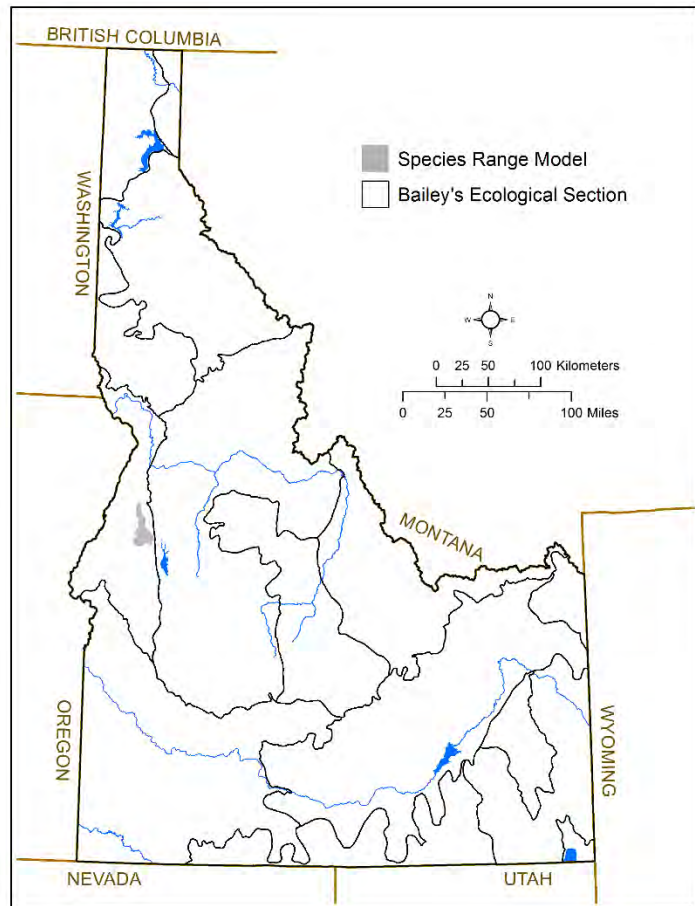 BRITISH COLUMBIA
WASHINGTON
Species Range Model
Bailey's Ecological Section
N
W E
S
0 25 50 100 Kilometers
0 25 50 100 Miles
MONTANA
OREGON
WYOMING
NEVADA
UTAH